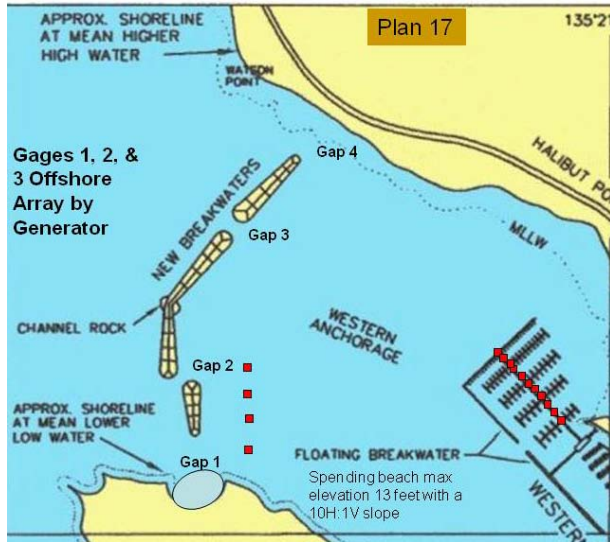 APPROX. SHORELINE
AT MEAN HIGHER
HIGH WATER
Plan 17
135°2
WATSON
POINT
Gages 1, 2, &
3 Offshore
Array by
Generator
Gap 4
NEW BREAKWATERS
HALIBUT PO
Gap 3
MLLW
CHANNEL ROCK
WESTERN
ANCHORAGE
Gap 2
APPROX. SHORELINE
AT MEAN LOWER
LOW WATER
Gap 1
FLOATING BREAKWATER
Spending beach max
elevation 13 feet with a
10H:1V slope
WESTERN